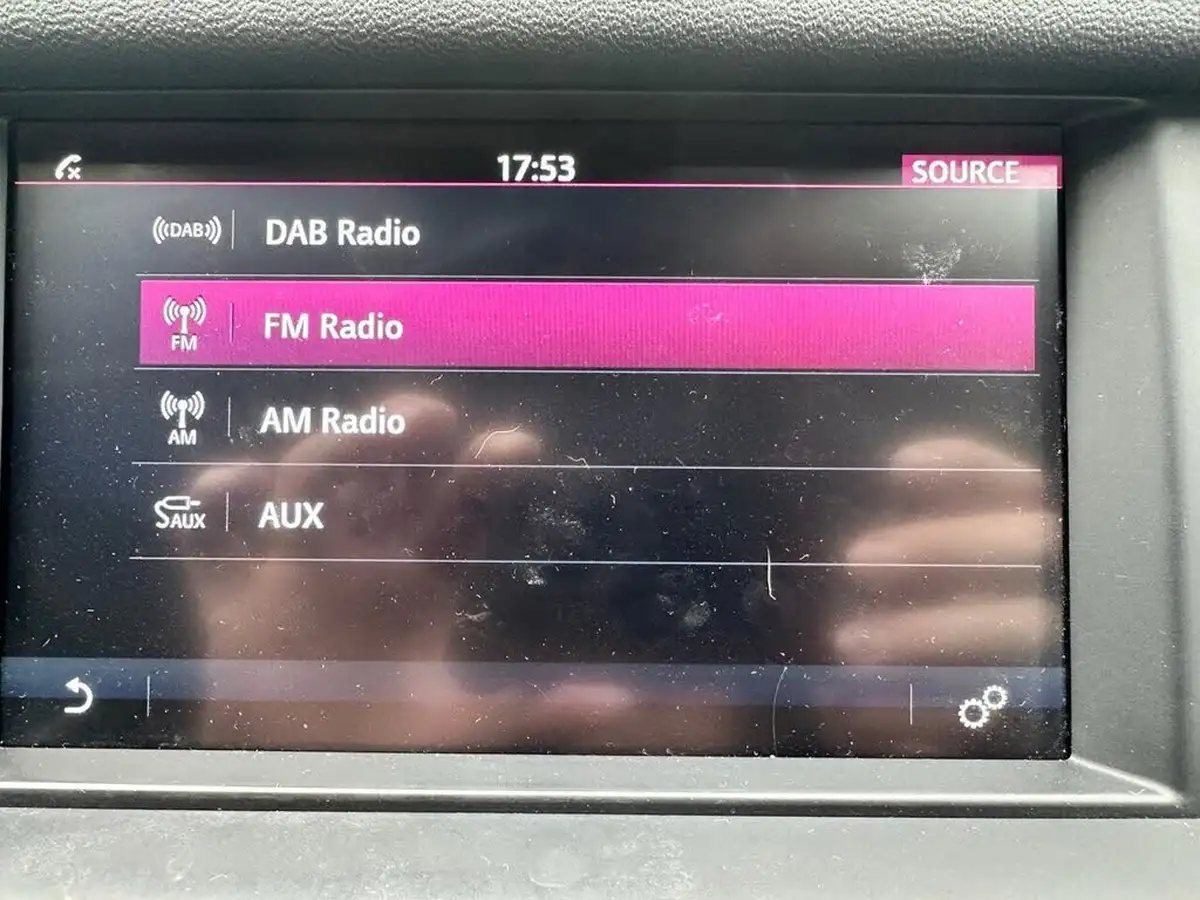 17:53
SOURCE
DAB DAB Radio
FM FM Radio
AM AM Radio
AUX AUX